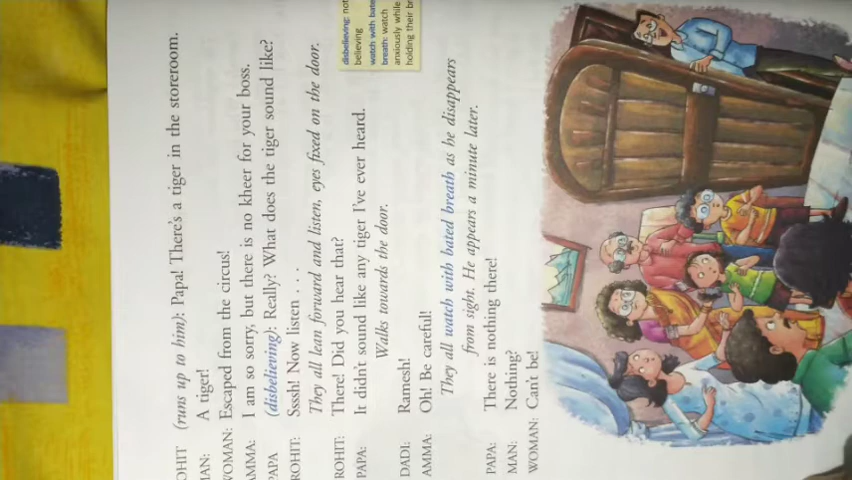 OHIT (runs up to him): Papa! There's a tiger in the storeroom.
MAN: A tiger!
WOMAN: Escaped from the circus!
AMMA: I am so sorry, but there is no kheer for your boss.
PAPA (disbelieving): Really? What does the tiger sound like?
ROHIT: Ssssh! Now listen . . .
They all lean forward and listen, eyes fixed on the door.
ROHIT: There! Did you hear that?
PAPA: It didn't sound like any tiger I've ever heard.
Walks towards the door.
DADI: Ramesh!
AMMA: Oh! Be careful!
They all watch with bated breath as he disappears
from sight. He appears a minute later.
PAPA: There is nothing there!
MAN: Nothing?
WOMAN: Can't be!
disbelieving: not
believing
watch with bate
breath: watch
anxiously while
holding their br